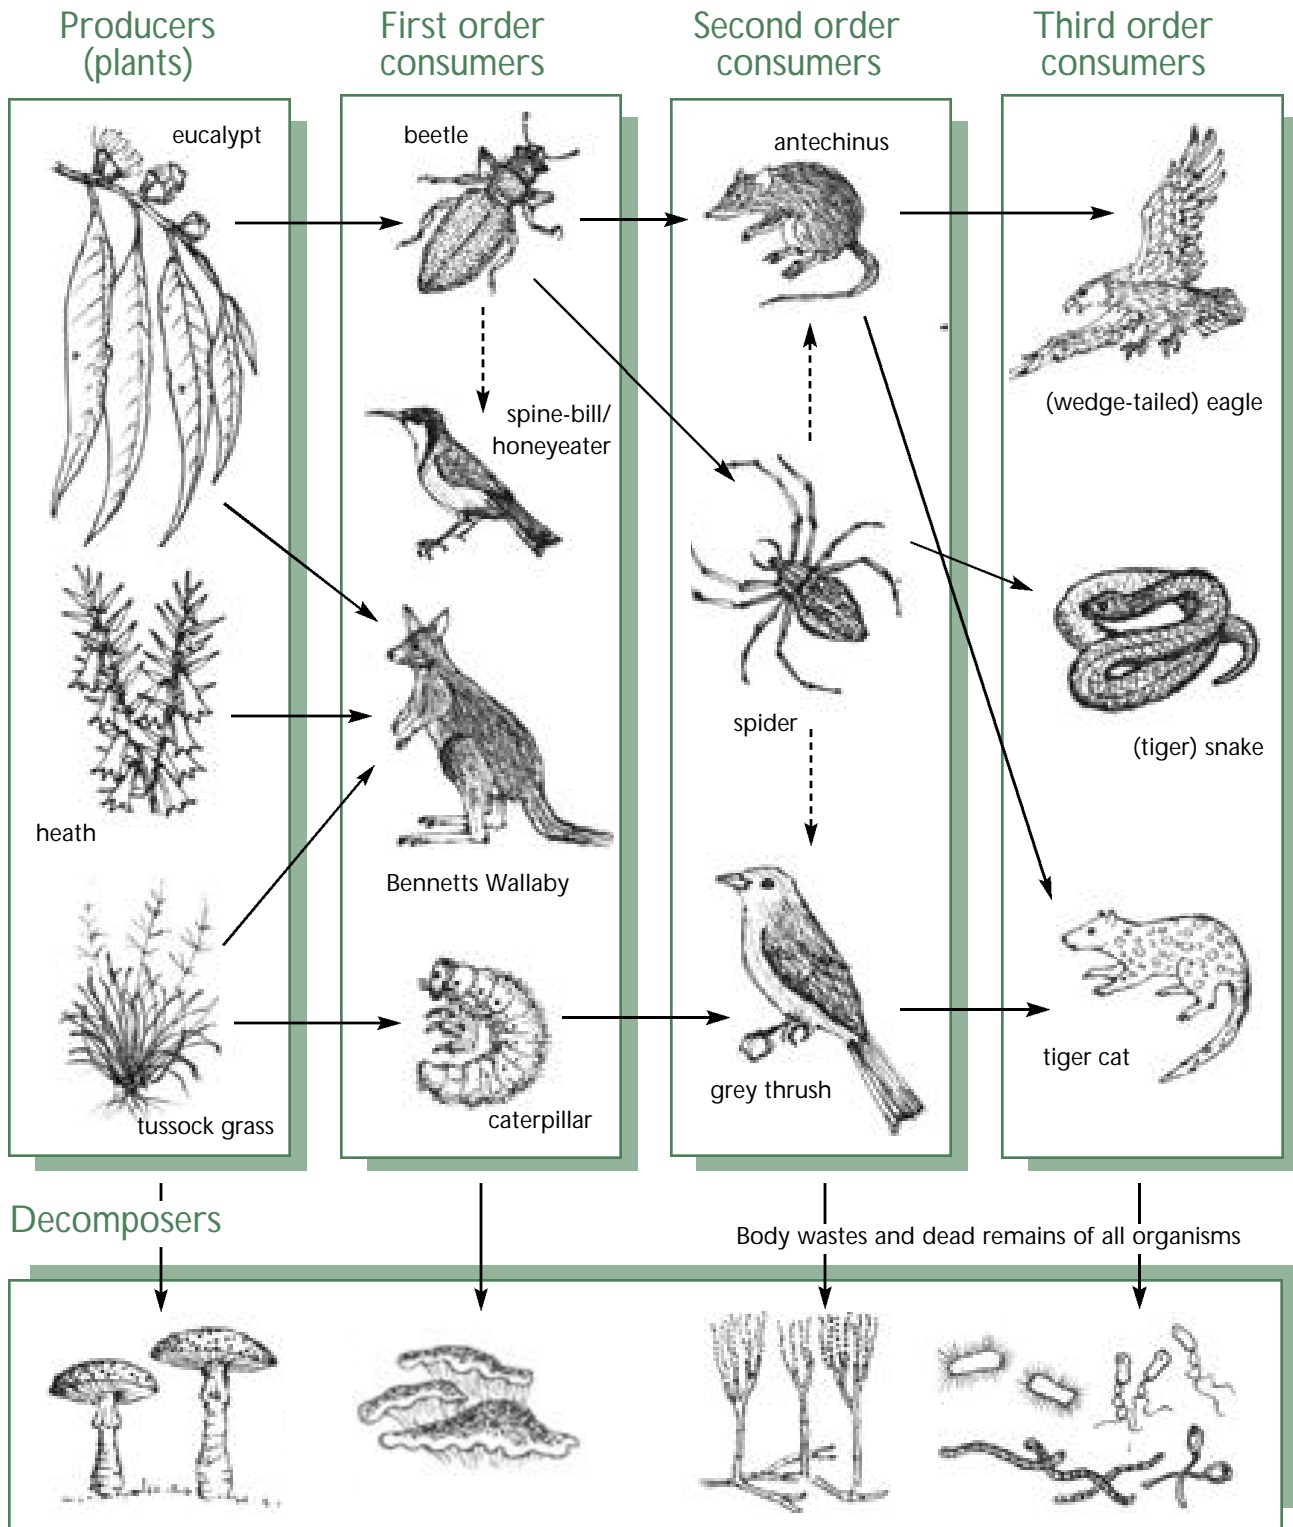 Producers
(plants)
First order
consumers
Second order
consumers
Third order
consumers
eucalypt
beetle
antechinus
(wedge-tailed) eagle
spine-bill/
honeyeater
spider
(tiger) snake
heath
Bennetts Wallaby
tiger cat
grey thrush
tussock grass
caterpillar
Decomposers
Body wastes and dead remains of all organisms